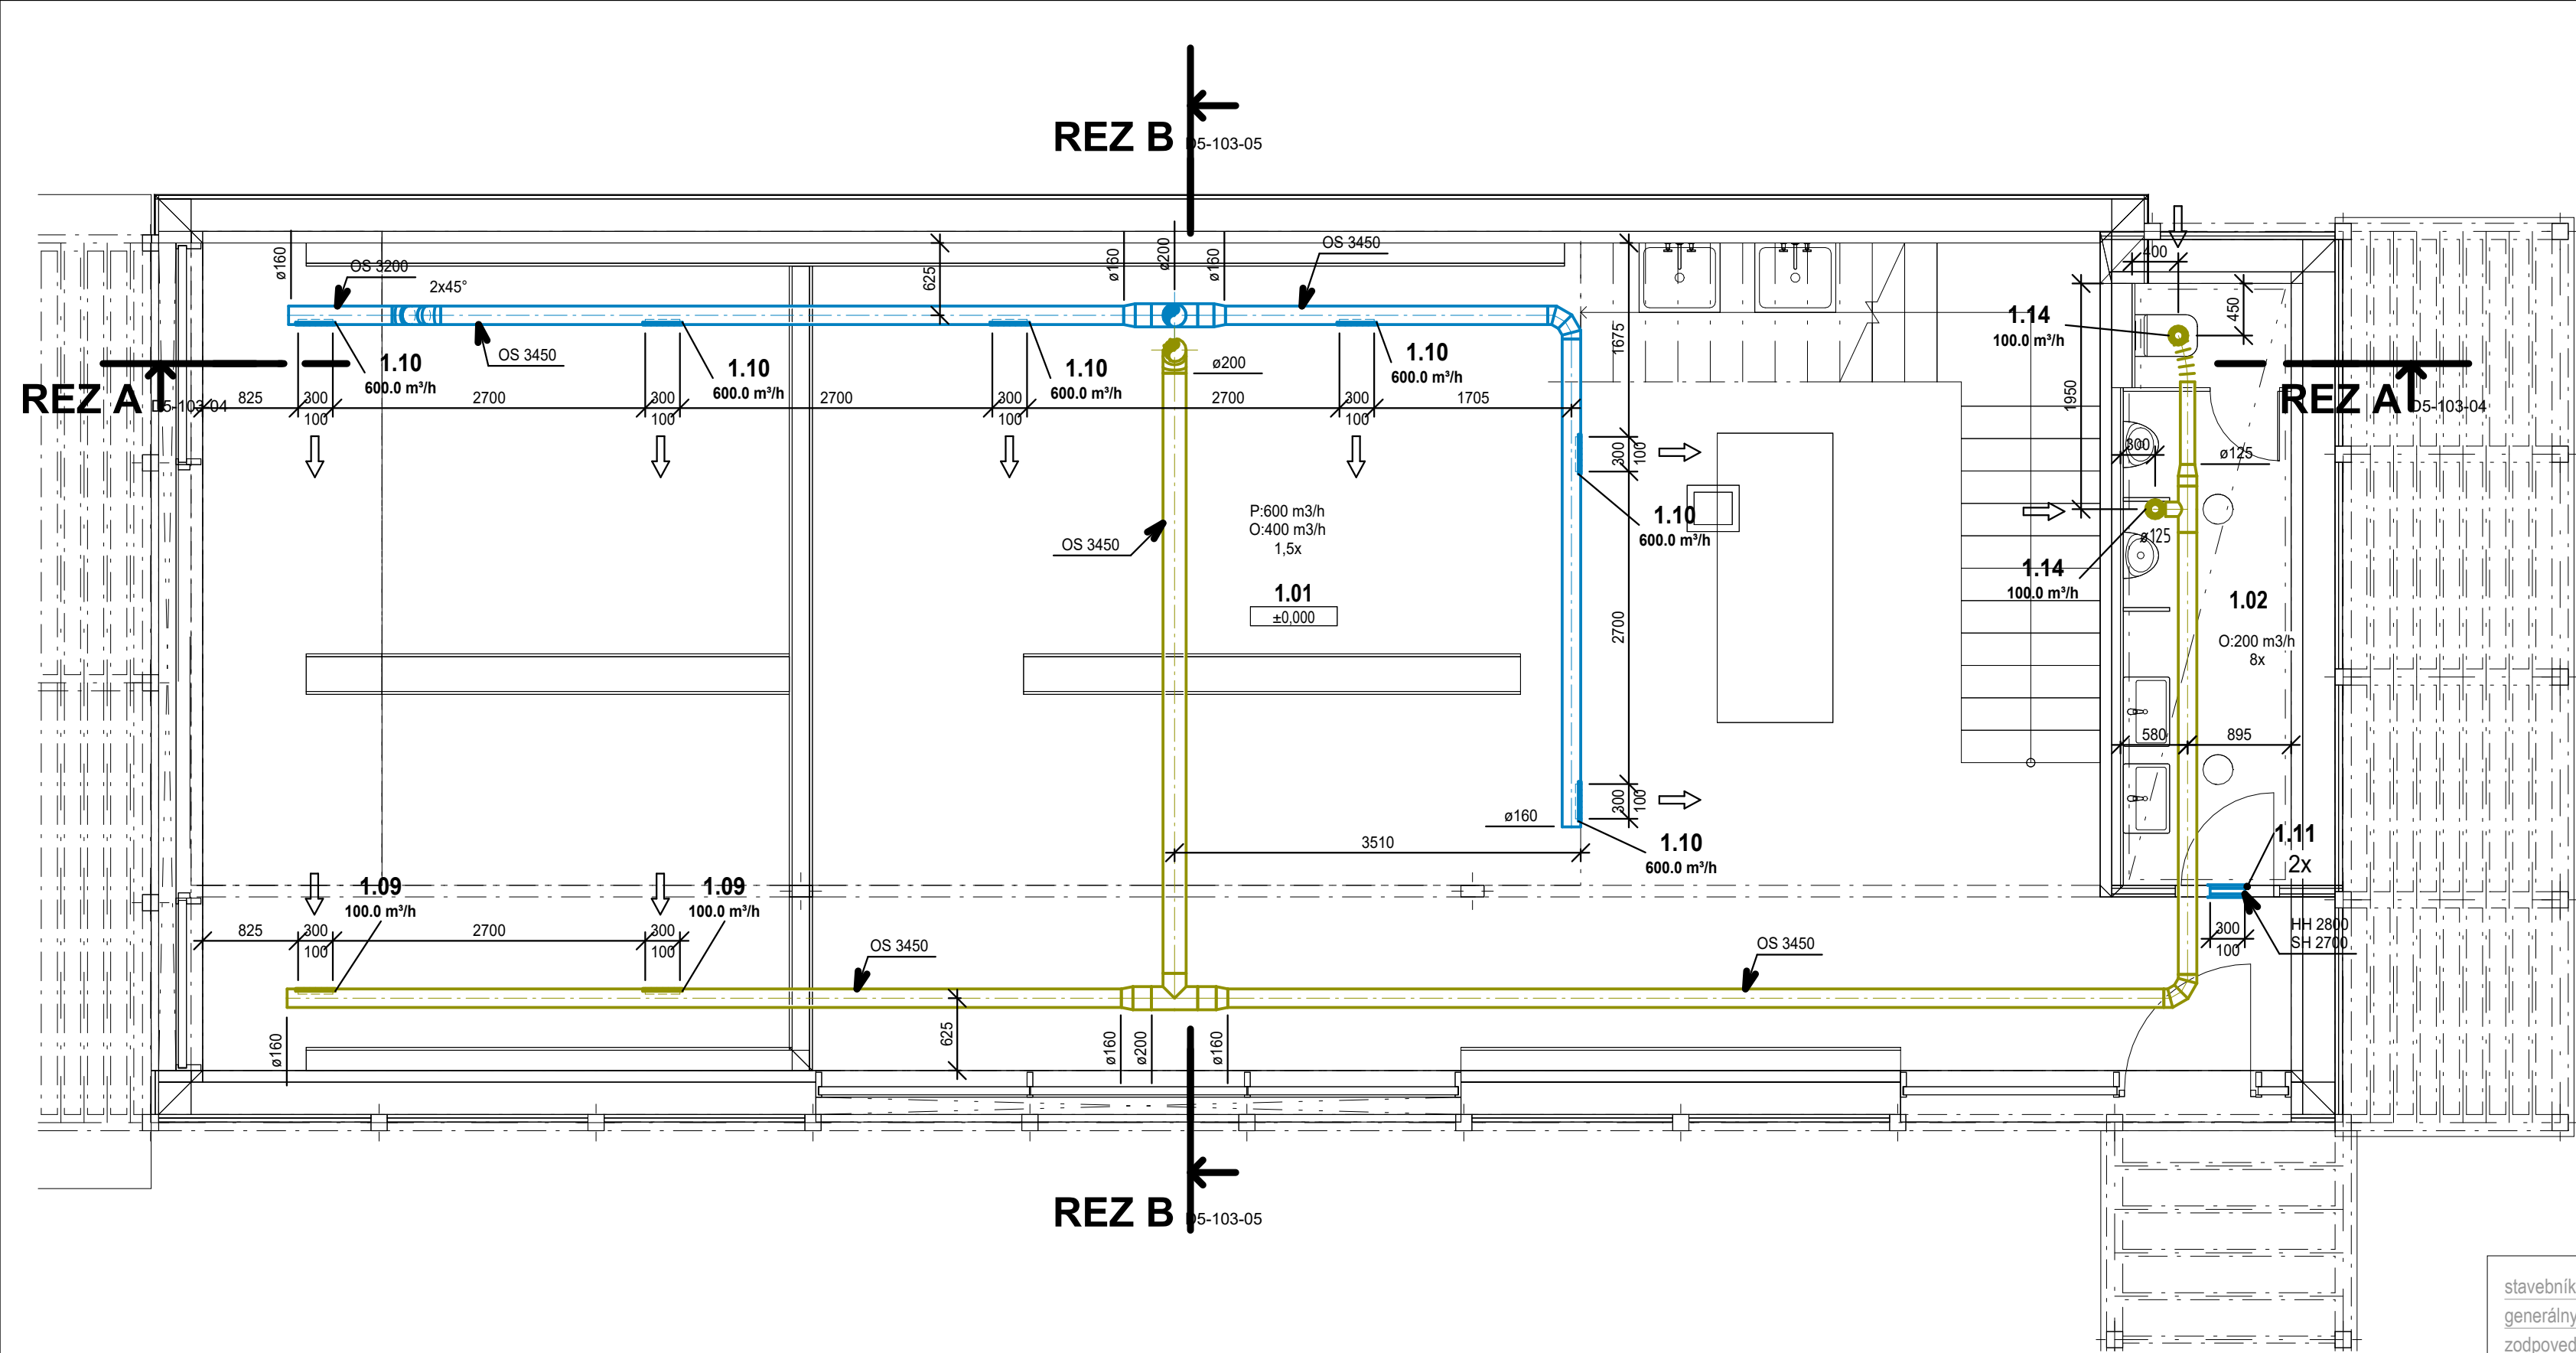 REZ B
D5-103-05
ø160
OS 3200
2x45°
625
ø160
ø200
ø160
OS 3450
400
450
1.14
100.0 m³/h
OS 3450
1.10
600.0 m³/h
1.10
600.0 m³/h
1.10
600.0 m³/h
ø200
1.10
600.0 m³/h
1675
REZ A
D5-103-04
REZ A
D5-103-04
825
300
100
2700
300
100
2700
300
100
2700
300
100
1705
1950
300
ø125
300
100
1.10
600.0 m³/h
P:600 m3/h
O:400 m3/h
1,5x
OS 3450
ø125
1.14
100.0 m³/h
1.01
±0,000
1.02
O:200 m3/h
8x
2700
580
895
300
100
ø160
3510
1.10
600.0 m³/h
1.11
2x
1.09
100.0 m³/h
1.09
100.0 m³/h
HH 2800
SH 2700
300
100
825
300
100
2700
300
100
OS 3450
OS 3450
ø160
625
ø160
ø200
ø160
REZ B
D5-103-05
stavebník
generálny
zodpoved